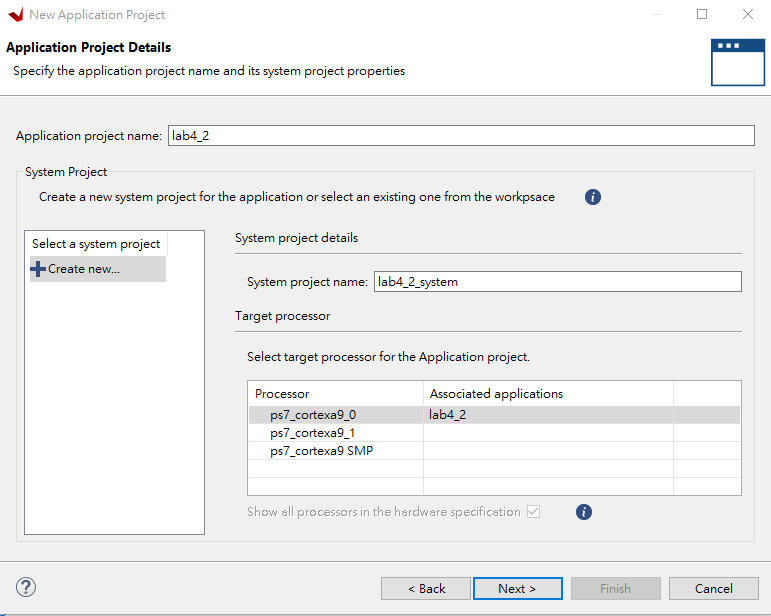 New Application Project
Application Project Details
Specify the application project name and its system project properties
Application project name: lab4_2
System Project
Create a new system project for the application or select an existing one from the workpsace
Select a system project
Create new...
System project details
System project name: lab4_2_system
Target processor
Select target processor for the Application project.
Processor Associated applications
ps7_cortexa9_0 lab4_2
ps7_cortexa9_1
ps7_cortexa9 SMP
Show all processors in the hardware specification
< Back Next > Finish Cancel